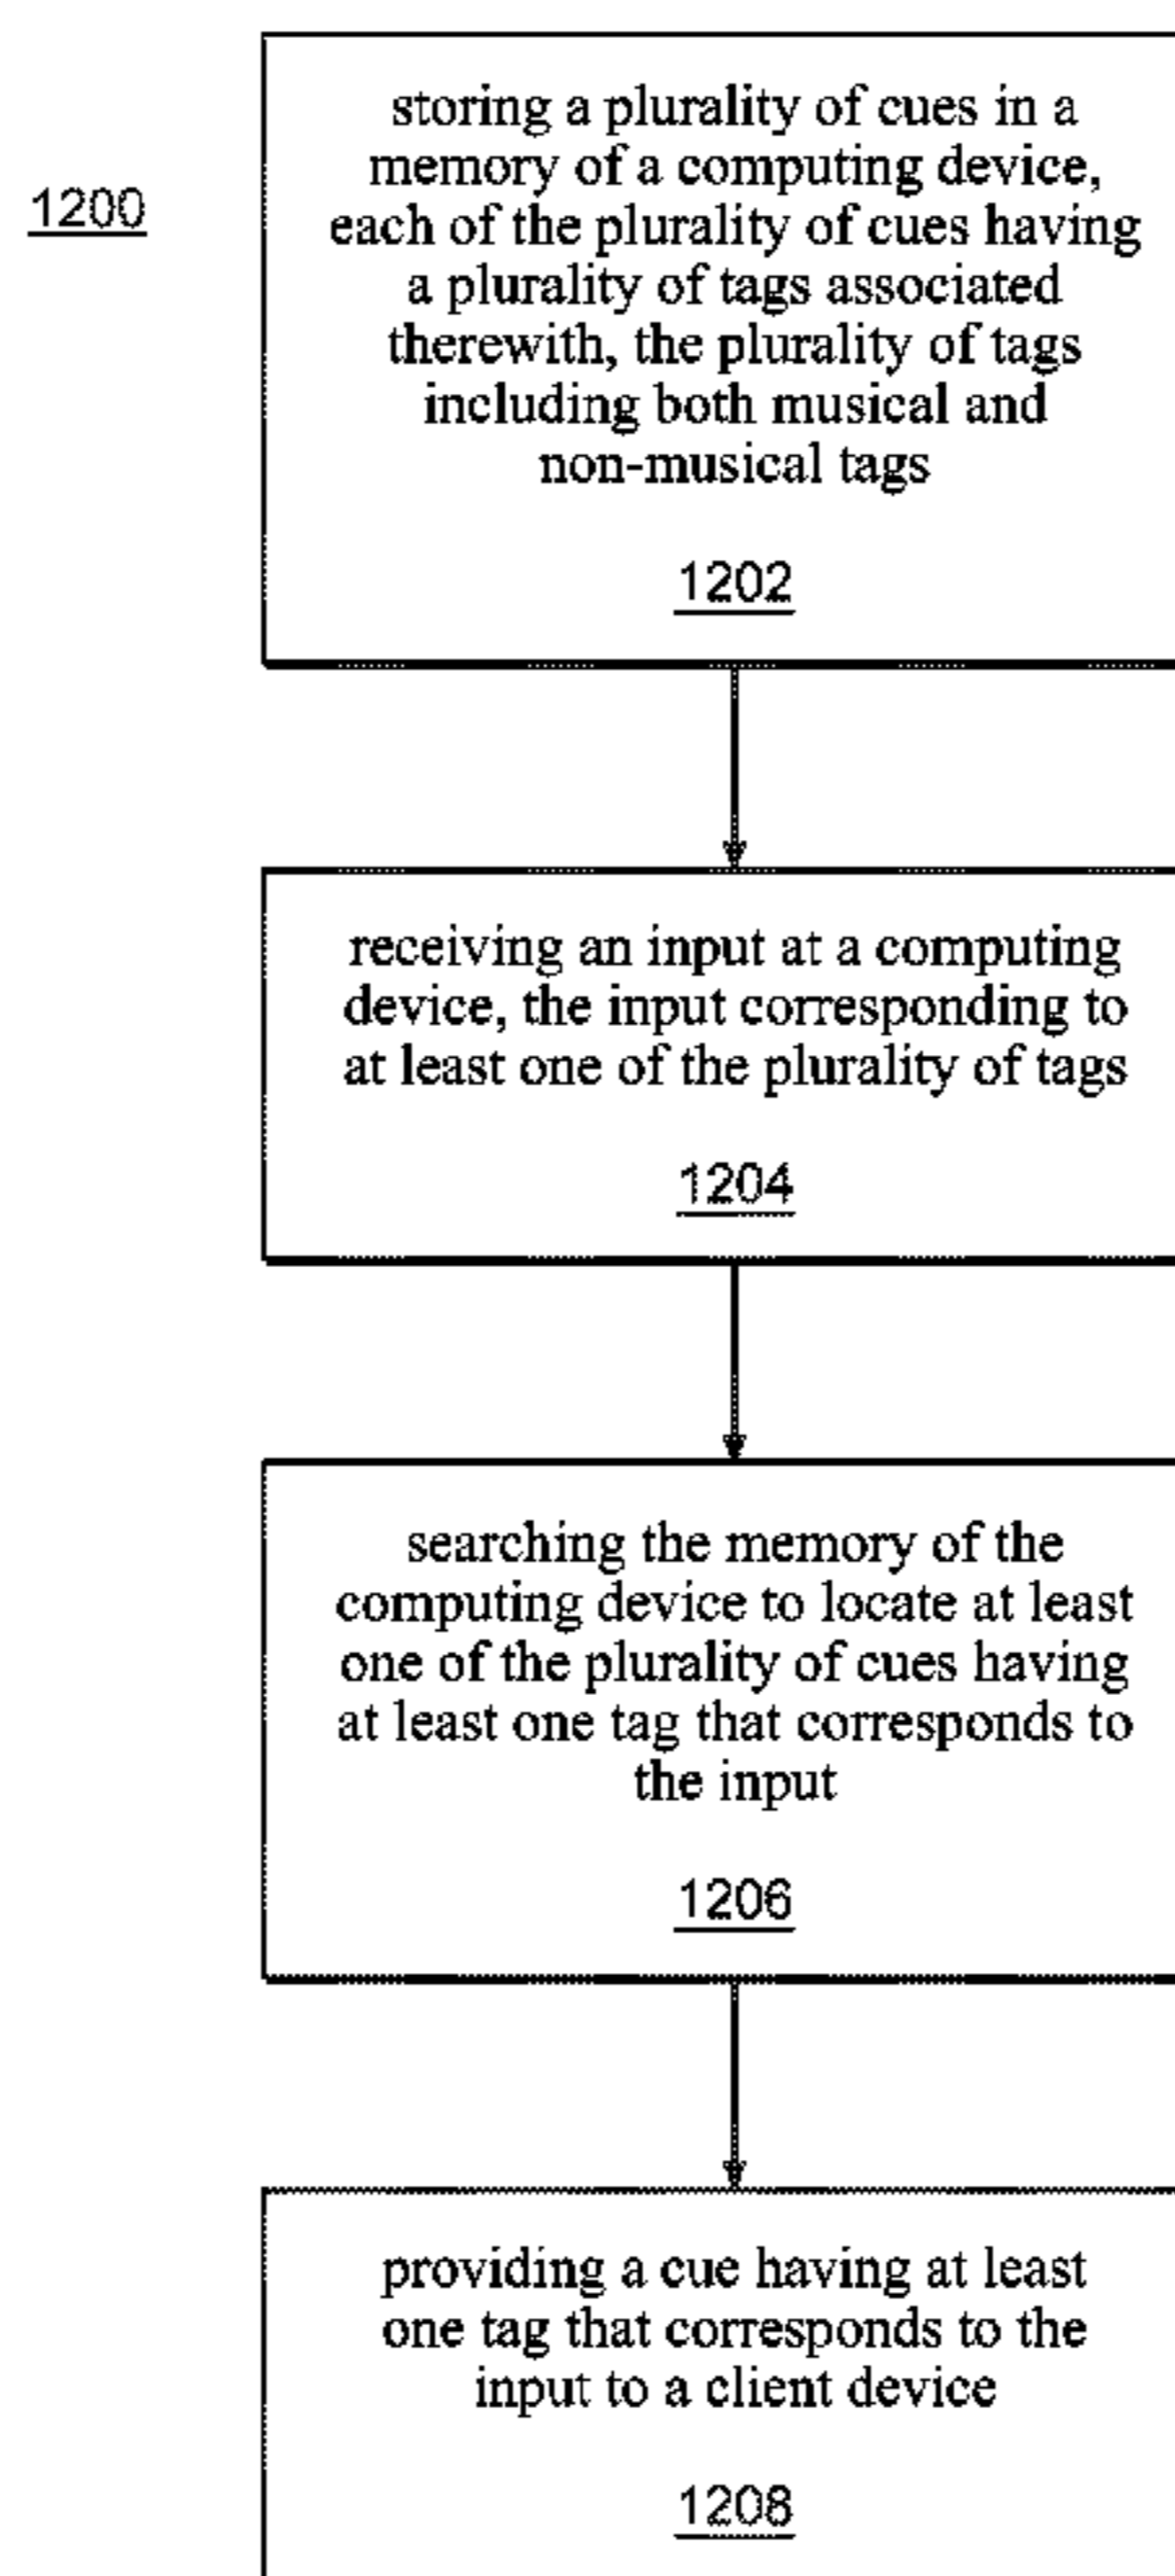 1200
storing a plurality of cues in a
memory of a computing device,
each of the plurality of cues having
a plurality of tags associated
therewith, the plurality of tags
including both musical and
non-musical tags
1202
receiving an input at a computing
device, the input corresponding to
at least one of the plurality of tags
1204
searching the memory of the
computing device to locate at least
one of the plurality of cues having
at least one tag that corresponds to
the input
1206
providing a cue having at least
one tag that corresponds to the
input to a client device
1208